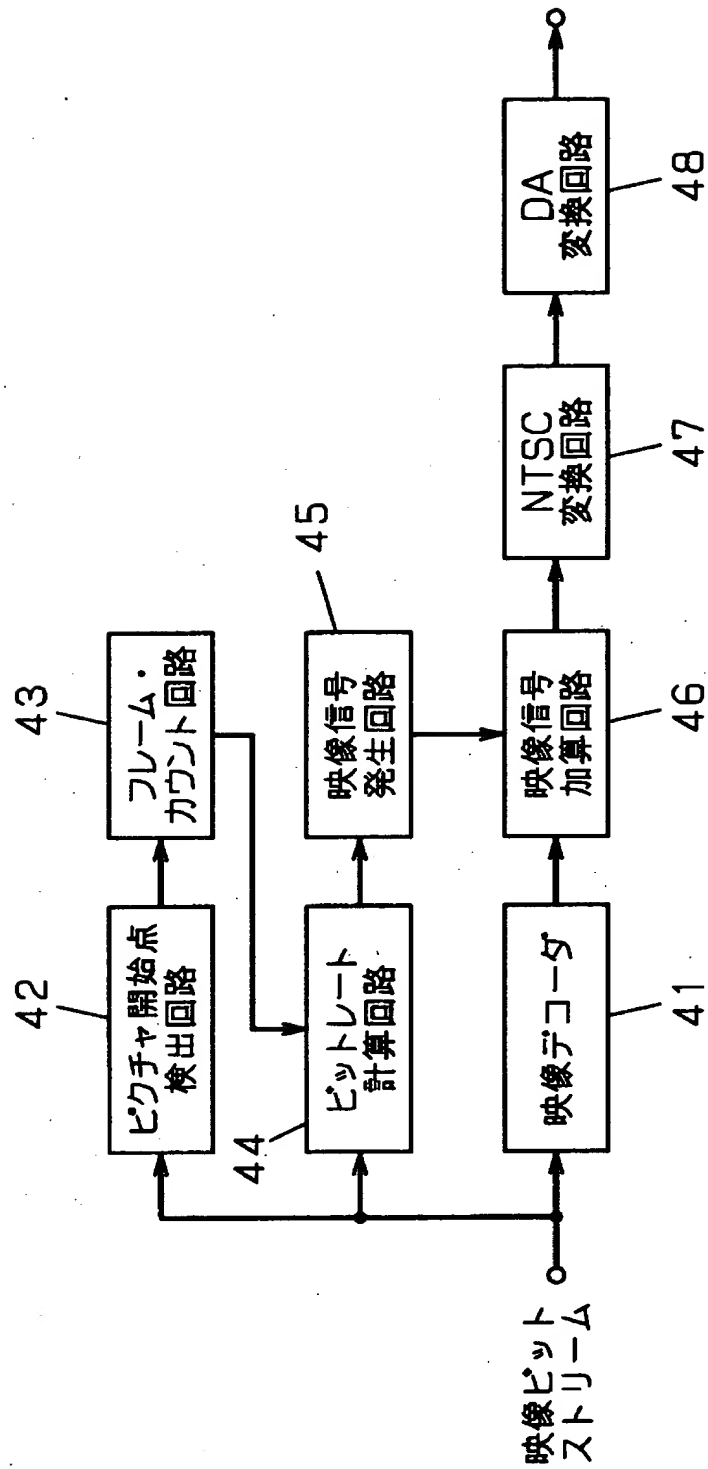 42
ピクチャ開始点
検出回路
43
フレーム・
カウント回路
44
ビットレート
計算回路
45
映像信号
発生回路
映像ビット
ストリーム
映像デコーダ
41
映像信号
加算回路
46
NTSC
変換回路
47
DA
変換回路
48